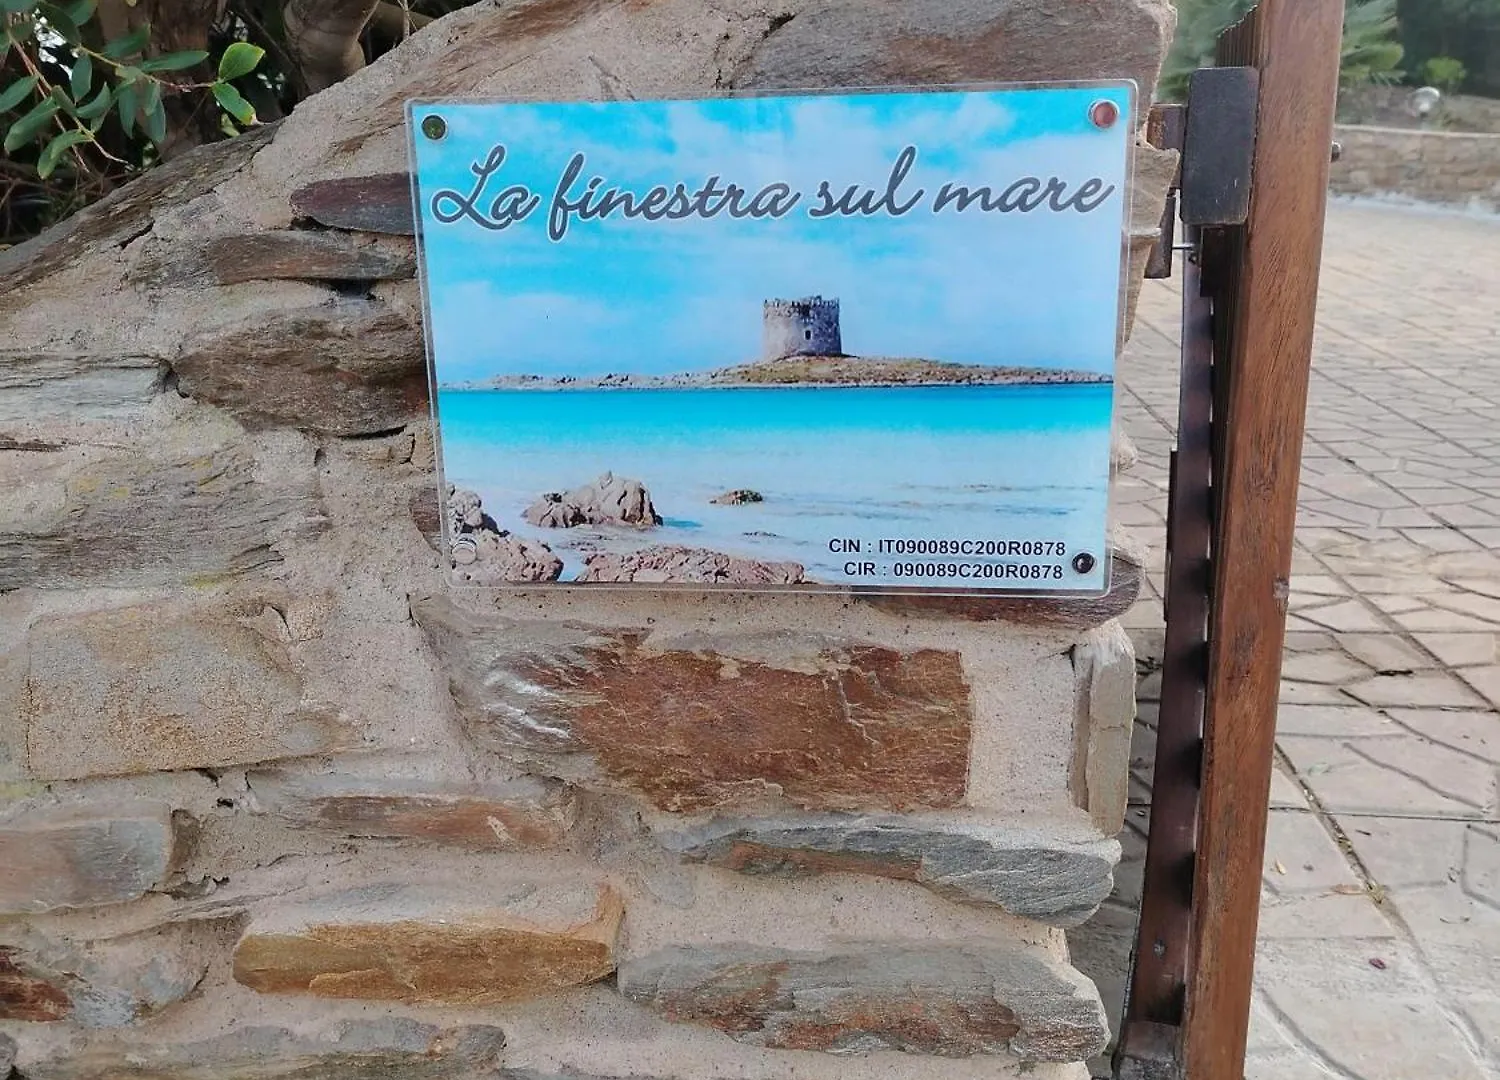 La finestra sul mare
CIN : IT090089C200R0878
CIR : 090089C200R0878